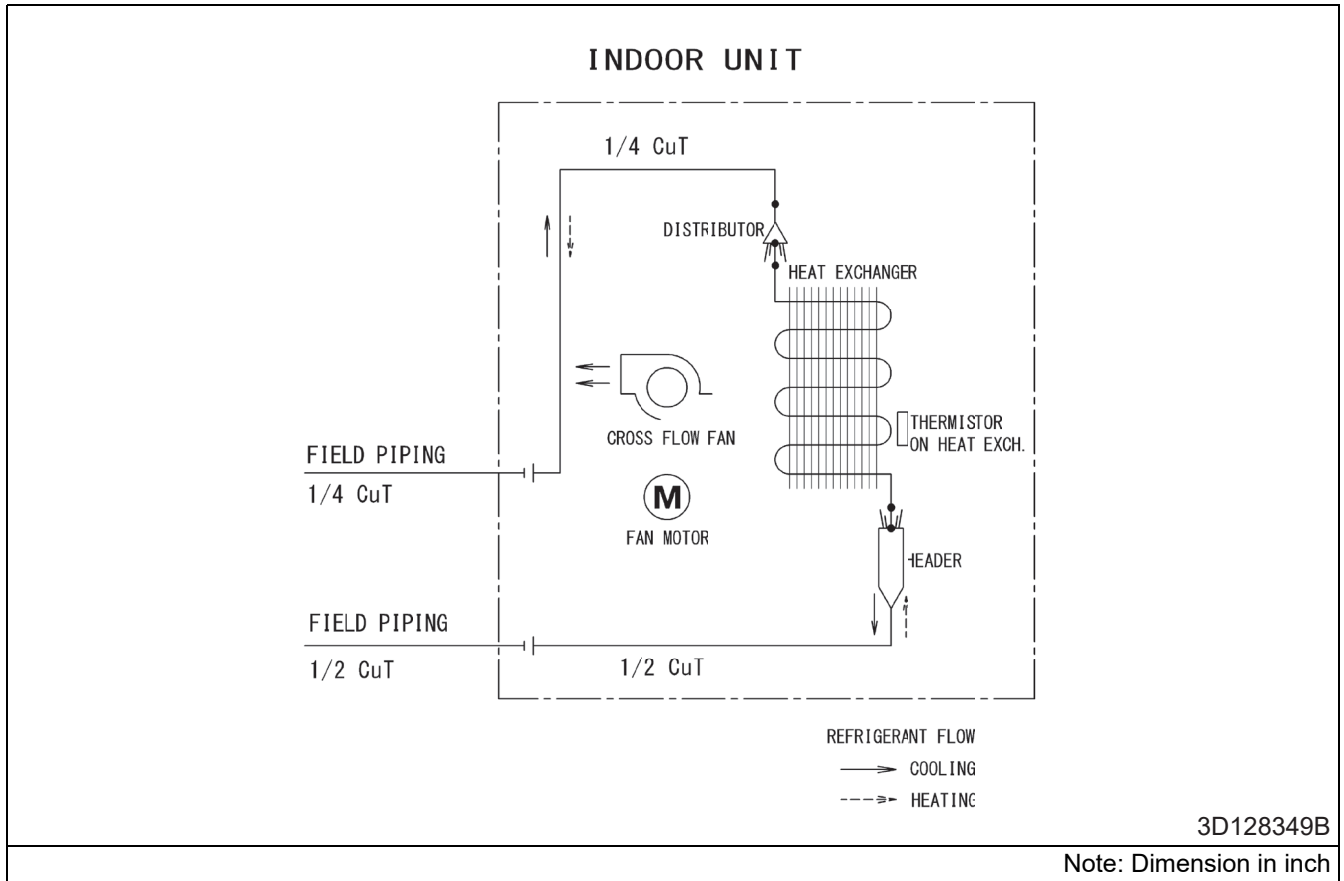 INDOOR UNIT
1/4 CuT
DISTRIBUTOR
HEAT EXCHANGER
THERMISTOR
ON HEAT EXCH.
CROSS FLOW FAN
FIELD PIPING
1/4 CuT
M
FAN MOTOR
HEADER
FIELD PIPING
1/2 CuT
1/2 CuT
REFRIGERANT FLOW
COOLING
HEATING
3D128349B
Note: Dimension in inch